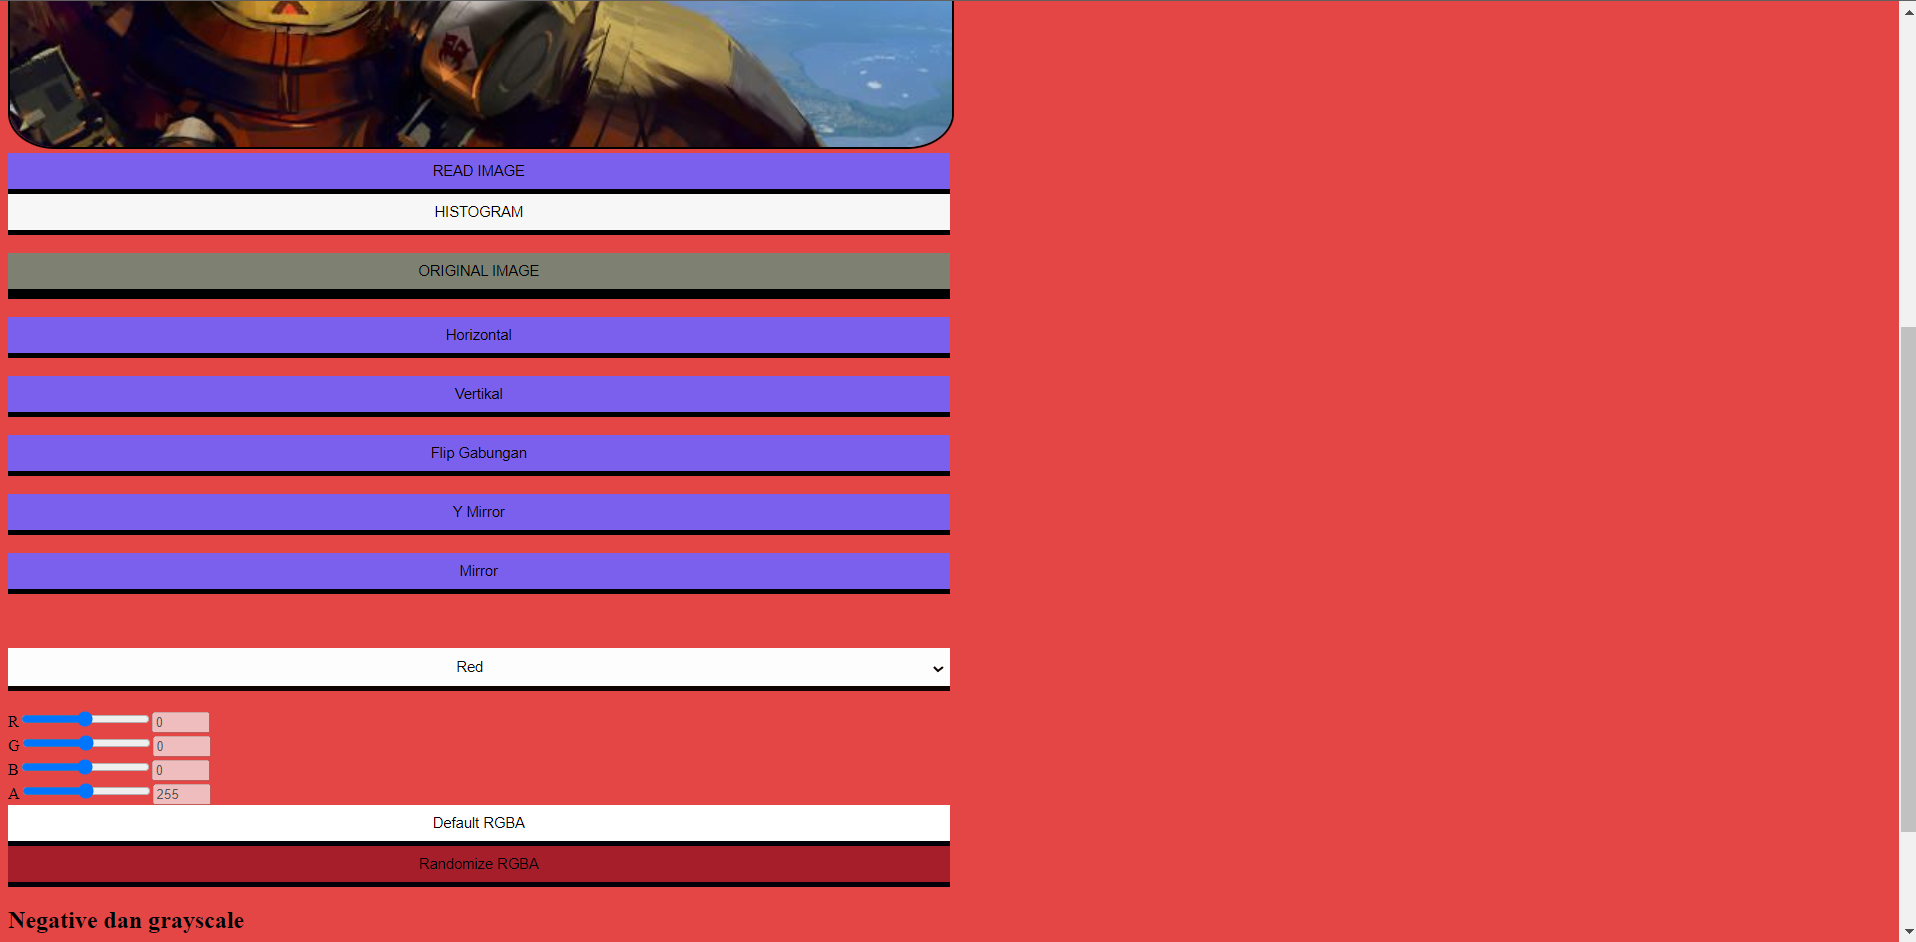 READ IMAGE
HISTOGRAM
ORIGINAL IMAGE
Horizontal
Vertikal
Flip Gabungan
Y Mirror
Mirror
Red
R 0
G 0
B 0
A 255
Default RGBA
Randomize RGBA
Negative dan grayscale